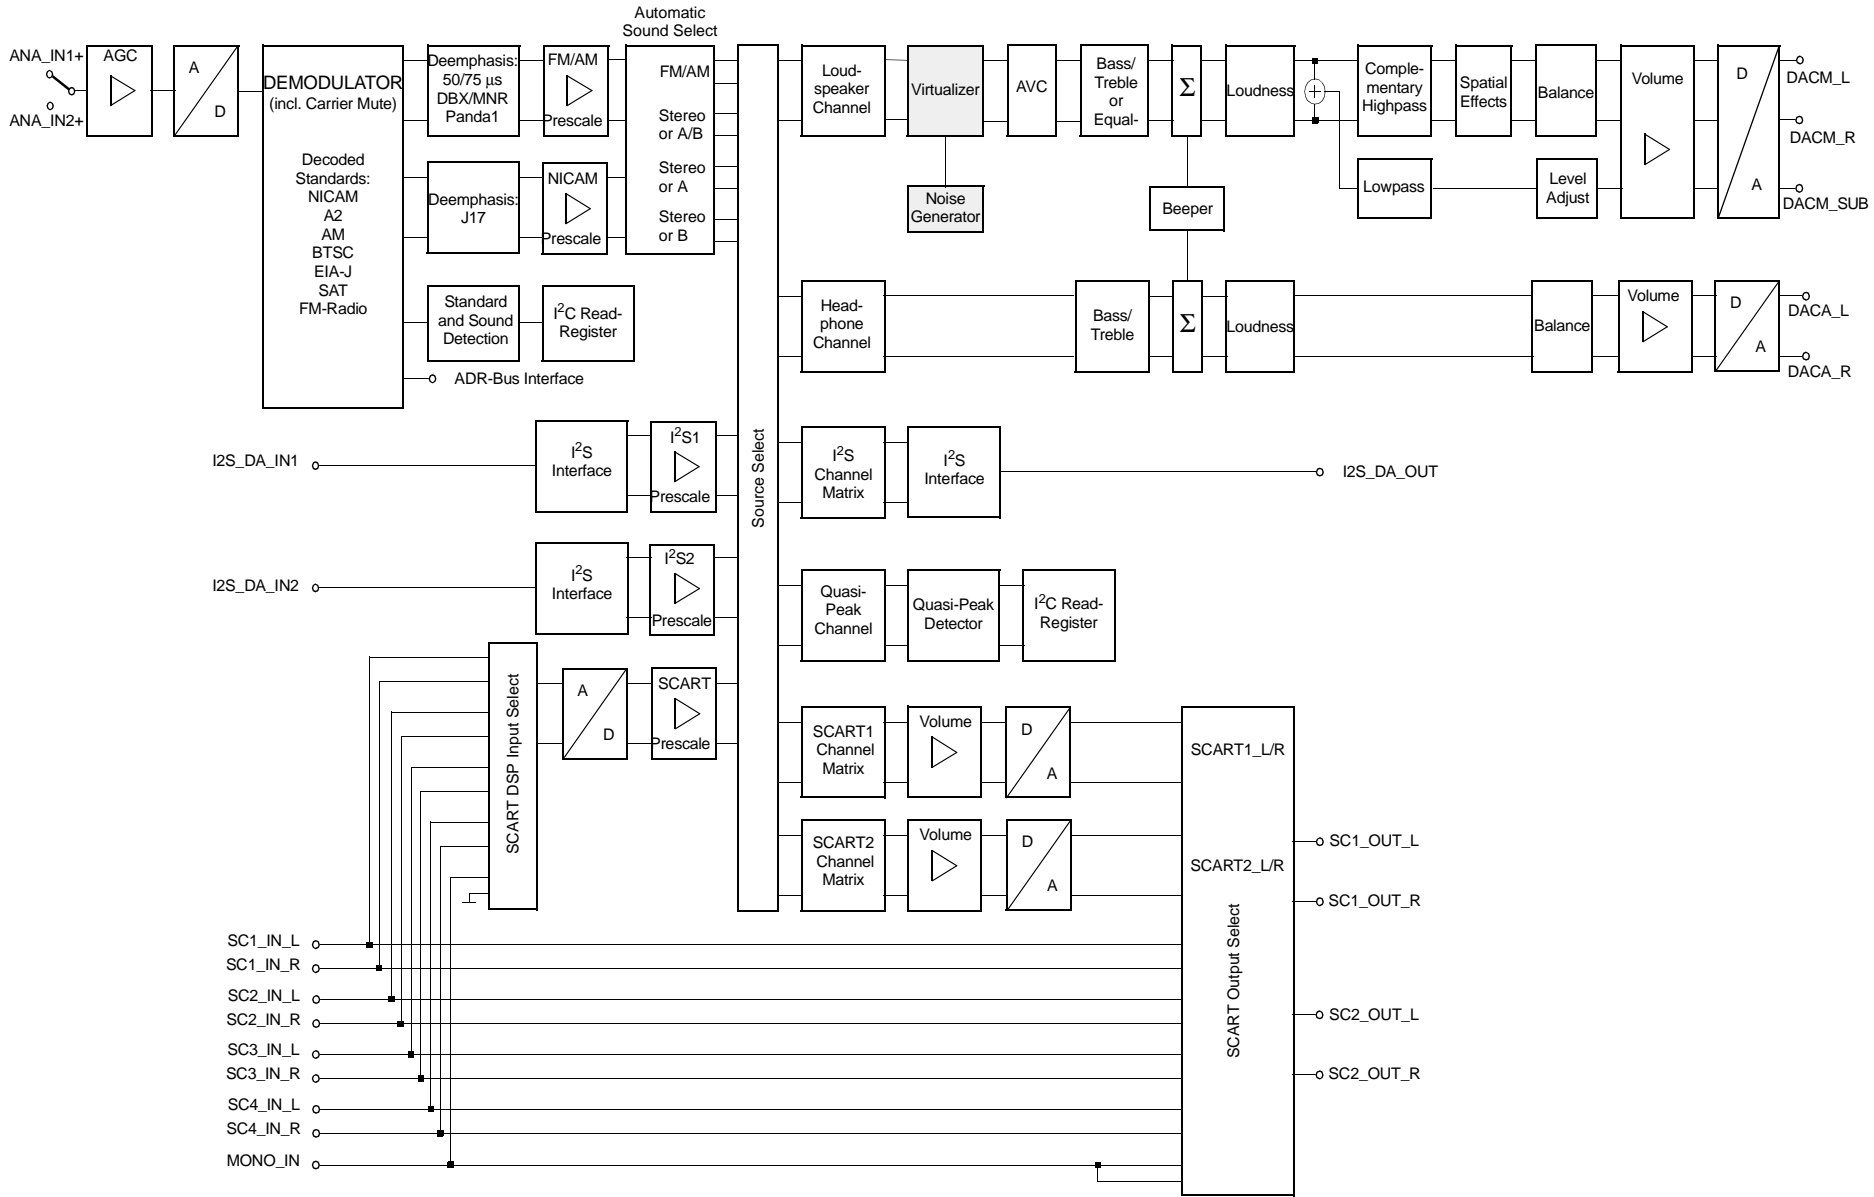 Automatic
Sound Select
ANA_IN1+
ANA_IN2+
AGC
A
D
DEMODULATOR
(incl. Carrier Mute)
Decoded
Standards:
NICAM
A2
AM
BTSC
EIA-J
SAT
FM-Radio
Deemphasis:
50/75 µs
DBX/MNR
Panda1
FM/AM
Prescale
Deemphasis:
J17
NICAM
Prescale
Standard
and Sound
Detection
I²C Read-
Register
ADR-Bus Interface
FM/AM
Stereo
or A/B
Stereo
or A
Stereo
or B
Source Select
Loud-
speaker
Channel
Virtualizer
Noise
Generator
AVC
Bass/
Treble
or
Equal-
Σ
Beeper
Loudness
+
Comple-
mentary
Highpass
Spatial
Effects
Balance
Lowpass
Level
Adjust
Volume
D
A
DACM_L
DACM_R
DACM_SUB
Head-
phone
Channel
Bass/
Treble
Σ
Loudness
Balance
Volume
D
A
DACA_L
DACA_R
I2S_DA_IN1
I²S
Interface
I²S1
Prescale
I²S
Channel
Matrix
I²S
Interface
I2S_DA_OUT
I2S_DA_IN2
I²S
Interface
I²S2
Prescale
Quasi-
Peak
Channel
Quasi-Peak
Detector
I²C Read-
Register
SCART DSP Input Select
A
D
SCART
Prescale
SCART1
Channel
Matrix
Volume
D
A
SCART2
Channel
Matrix
Volume
D
A
SCART1_L/R
SCART2_L/R
SCART Output Select
SC1_OUT_L
SC1_OUT_R
SC2_OUT_L
SC2_OUT_R
SC1_IN_L
SC1_IN_R
SC2_IN_L
SC2_IN_R
SC3_IN_L
SC3_IN_R
SC4_IN_L
SC4_IN_R
MONO_IN